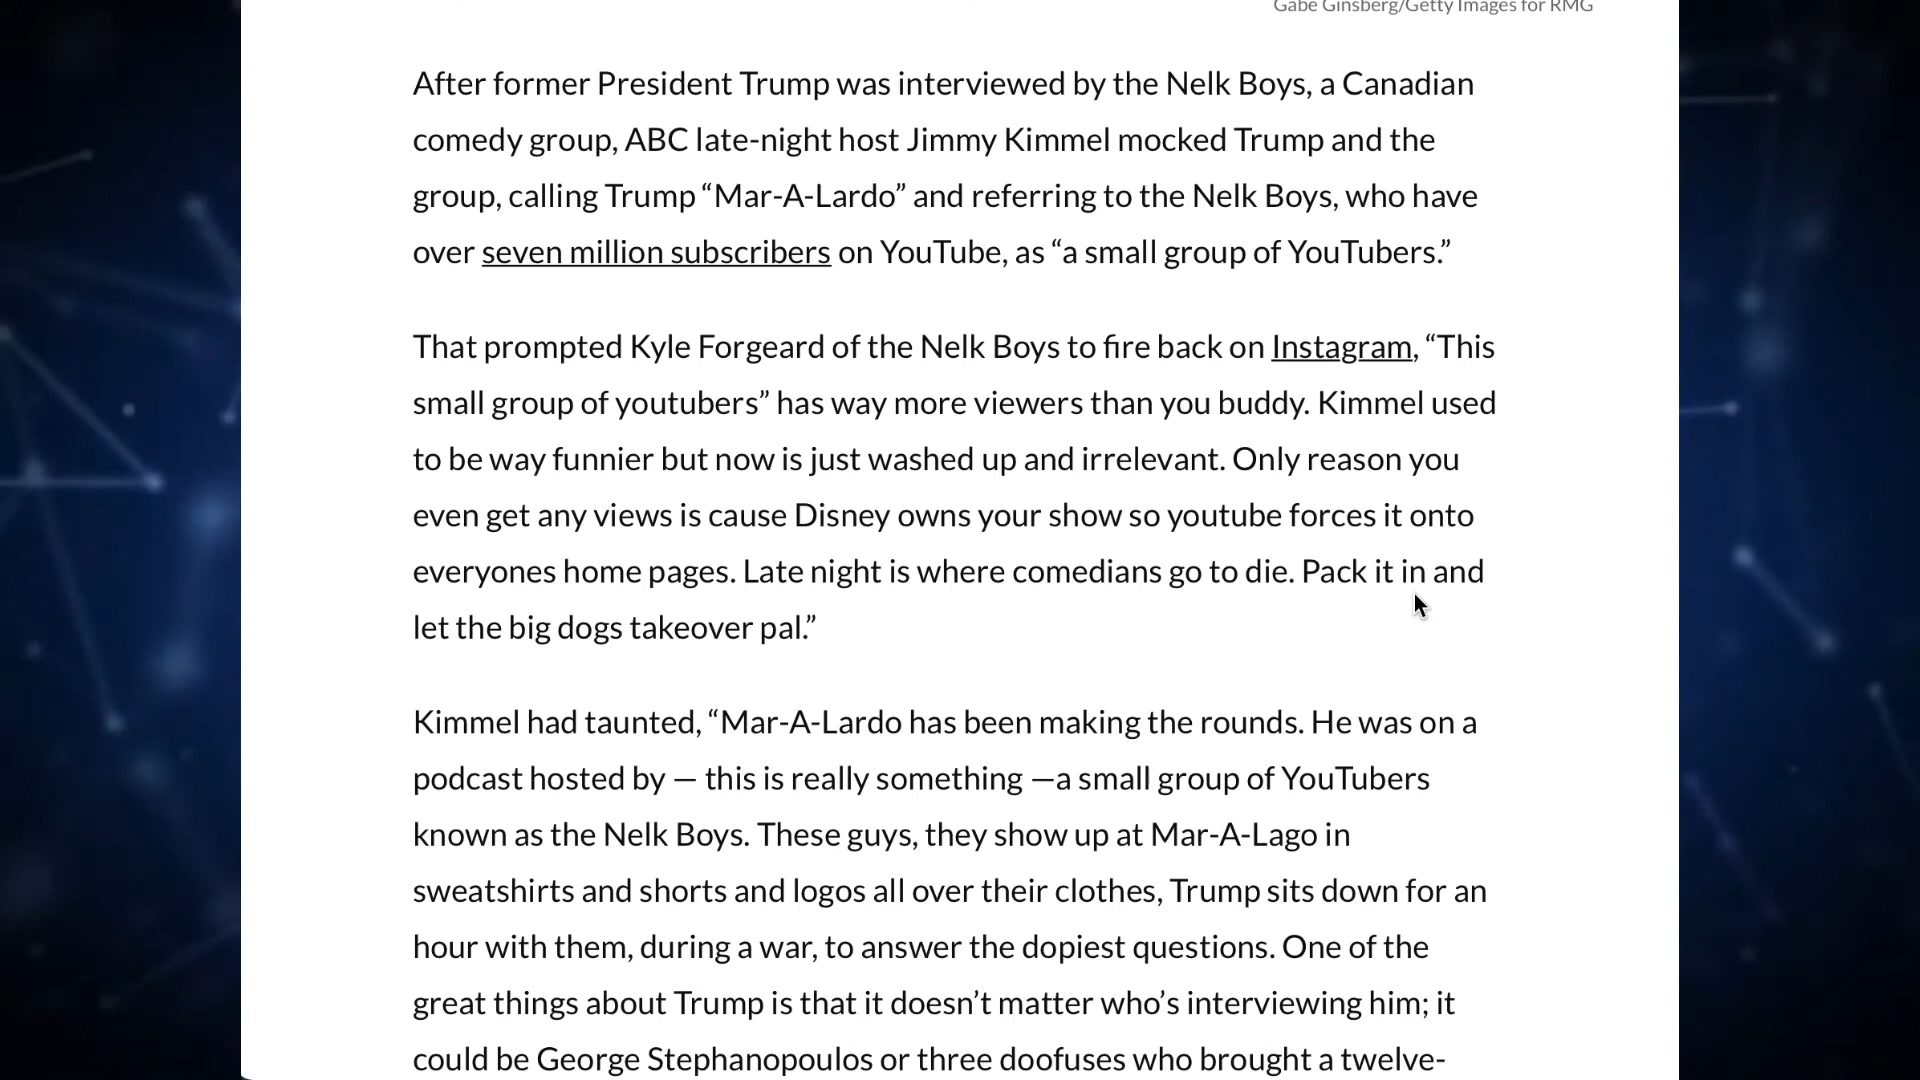 Gabe Ginsberg/Getty Images for RMG
After former President Trump was interviewed by the Nelk Boys, a Canadian
comedy group, ABC late-night host Jimmy Kimmel mocked Trump and the
group, calling Trump “Mar-A-Lardo” and referring to the Nelk Boys, who have
over seven million subscribers on YouTube, as “a small group of YouTubers.”
That prompted Kyle Forgeard of the Nelk Boys to fire back on Instagram, “This
small group of youtubers” has way more viewers than you buddy. Kimmel used
to be way funnier but now is just washed up and irrelevant. Only reason you
even get any views is cause Disney owns your show so youtube forces it onto
everyones home pages. Late night is where comedians go to die. Pack it in and
let the big dogs takeover pal.”
Kimmel had taunted, “Mar-A-Lardo has been making the rounds. He was on a
podcast hosted by — this is really something —a small group of YouTubers
known as the Nelk Boys. These guys, they show up at Mar-A-Lago in
sweatshirts and shorts and logos all over their clothes, Trump sits down for an
hour with them, during a war, to answer the dopiest questions. One of the
great things about Trump is that it doesn’t matter who’s interviewing him; it
could be George Stephanopoulos or three doofuses who brought a twelve-